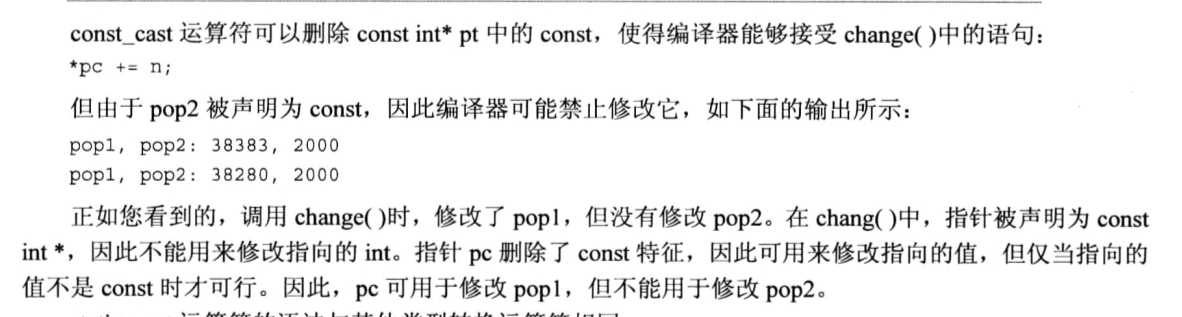 const_cast 运算符可以删除 const int* pt 中的 const，使得编译器能够接受 change( )中的语句：
*pc += n;
但由于 pop2 被声明为 const，因此编译器可能禁止修改它，如下面的输出所示：
pop1, pop2: 38383, 2000
pop1, pop2: 38280, 2000
正如您看到的，调用 change( )时，修改了 pop1，但没有修改 pop2。在 chang( )中，指针被声明为 const
int *，因此不能用来修改指向的 int。指针 pc 删除了 const 特征，因此可用来修改指向的值，但仅当指向的
值不是 const 时才可行。因此，pc 可用于修改 pop1，但不能用于修改 pop2。